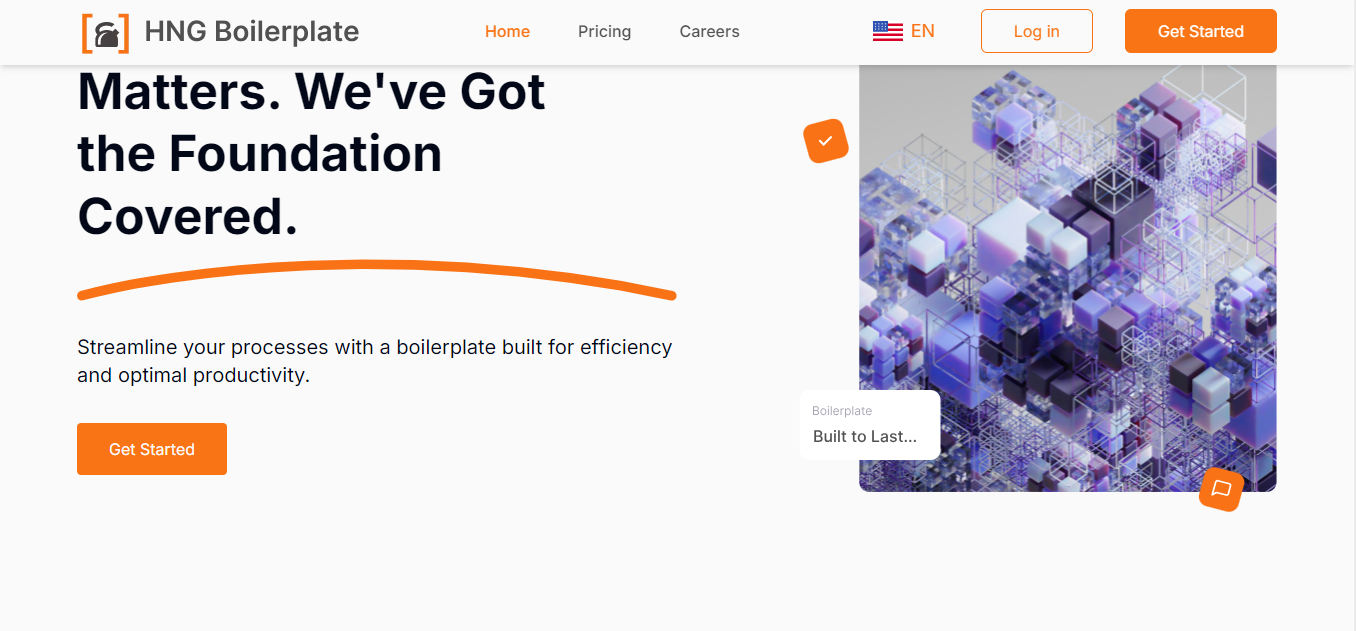 HNG Boilerplate
Home
Pricing
Careers
EN
Log in
Get Started
Matters. We've Got
the Foundation
Covered.
Streamline your processes with a boilerplate built for efficiency
and optimal productivity.
Get Started
Boilerplate
Built to Last...